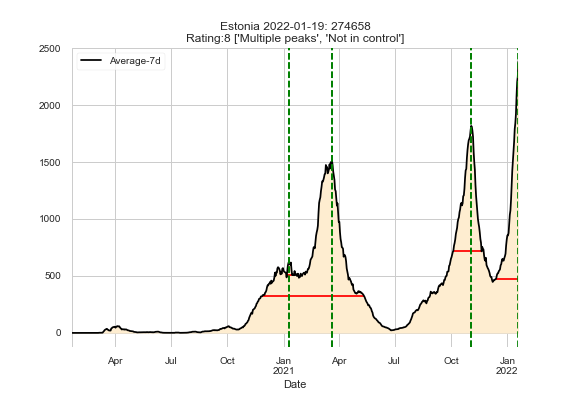 Estonia 2022-01-19: 274658
Rating:8 ['Multiple peaks', 'Not in control']
Average-7d
2500
2000
1500
1000
500
0
Apr Jul Oct Jan Apr Jul Oct Jan
2021 2022
Date